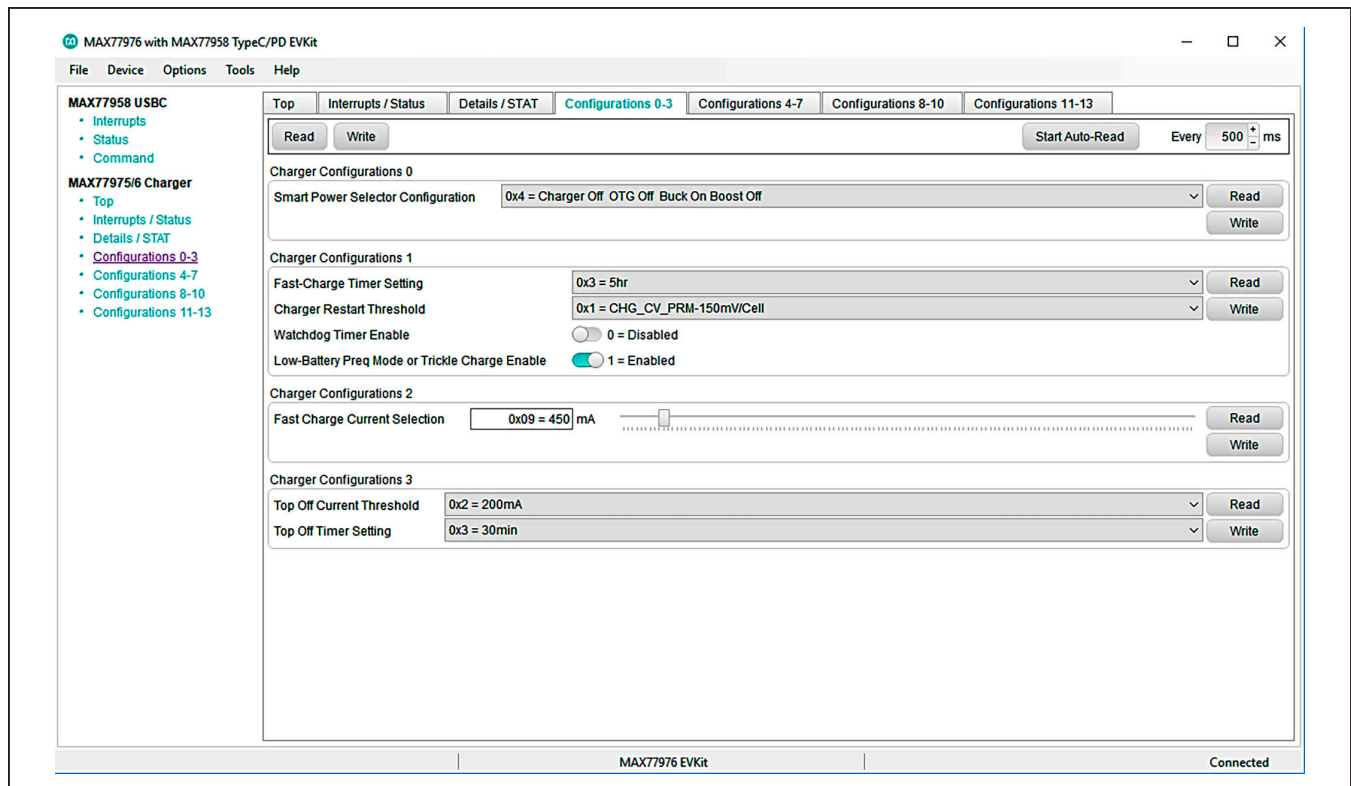 MAX77976 with MAX77958 TypeC/PD EVKit
File Device Options Tools Help
MAX77958 USBC
• Interrupts
• Status
• Command
MAX77975/6 Charger
• Top
• Interrupts / Status
• Details / STAT
• Configurations 0-3
• Configurations 4-7
• Configurations 8-10
• Configurations 11-13
Top Interrupts / Status Details / STAT Configurations 0-3 Configurations 4-7 Configurations 8-10 Configurations 11-13
Read Write Start Auto-Read Every 500 + - ms
Charger Configurations 0
Smart Power Selector Configuration 0x4 = Charger Off OTG Off Buck On Boost Off Read
Write
Charger Configurations 1
Fast-Charge Timer Setting 0x3 = 5hr Read
Charger Restart Threshold 0x1 = CHG_CV_PRM-150mV/Cell Write
Watchdog Timer Enable 0 = Disabled
Low-Battery Preq Mode or Trickle Charge Enable 1 = Enabled
Charger Configurations 2
Fast Charge Current Selection 0x09 = 450 mA Read
Write
Charger Configurations 3
Top Off Current Threshold 0x2 = 200mA Read
Top Off Timer Setting 0x3 = 30min Write
MAX77976 EVKit Connected